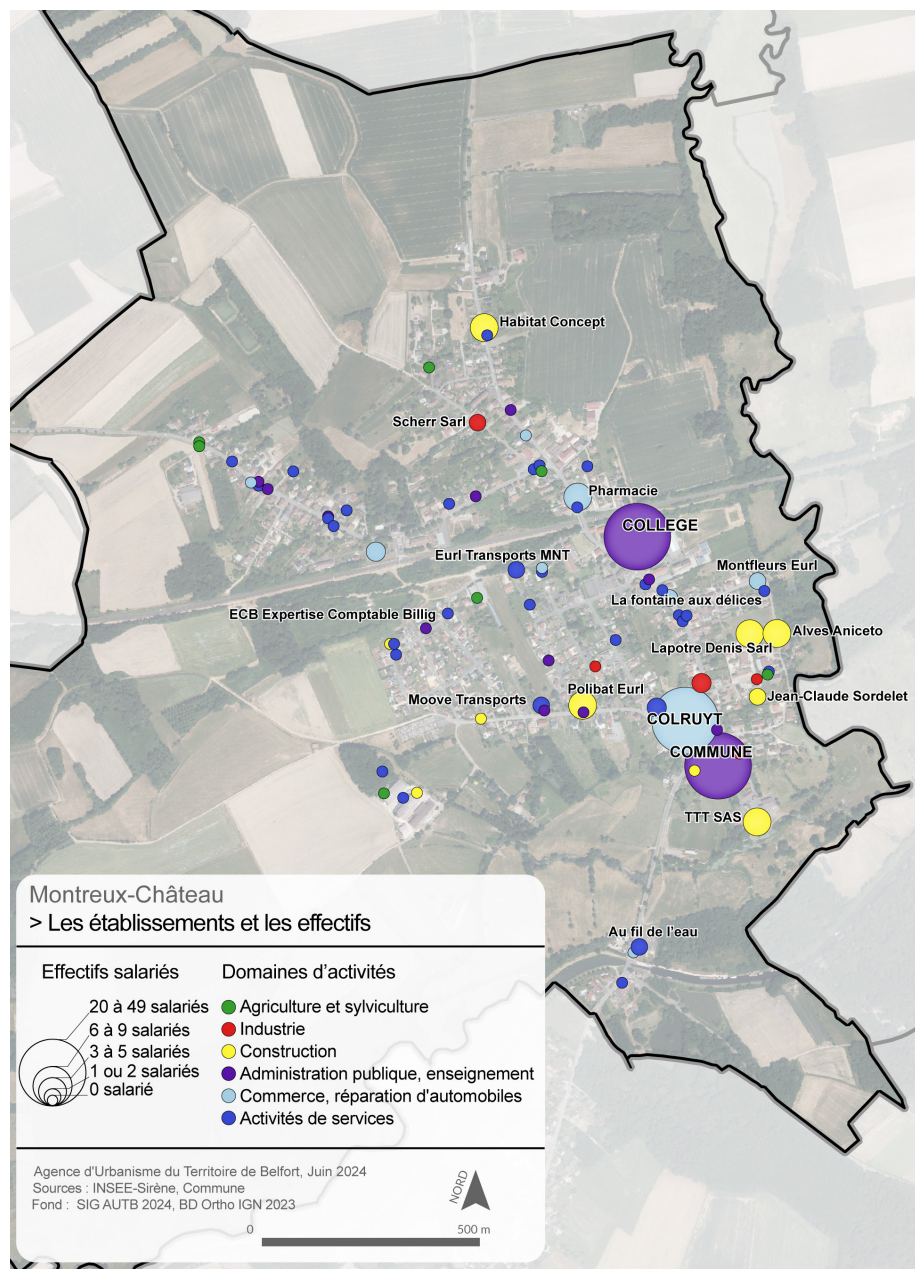 Habitat Concept
Scherr Sarl
Pharmacie
COLLEGE
Eurl Transports MNT
Montfleurs Eurl
La fontaine aux délices
ECB Expertise Comptable Billig
Alves Aniceto
Lapotre Denis Sarl
Polibat Eurl
Jean-Claude Sordelet
Moove Transports
COLRUYT
COMMUNE
TTT SAS
Au fil de l'eau
Montreux-Château
> Les établissements et les effectifs
Effectifs salariés
20 à 49 salariés
6 à 9 salariés
3 à 5 salariés
1 ou 2 salariés
0 salarié
Domaines d'activités
Agriculture et sylviculture
Industrie
Construction
Administration publique, enseignement
Commerce, réparation d'automobiles
Activités de services
Agence d'Urbanisme du Territoire de Belfort, Juin 2024
Sources : INSEE-Sirène, Commune
Fond : SIG AUTB 2024, BD Ortho IGN 2023
NORD
0 500 m